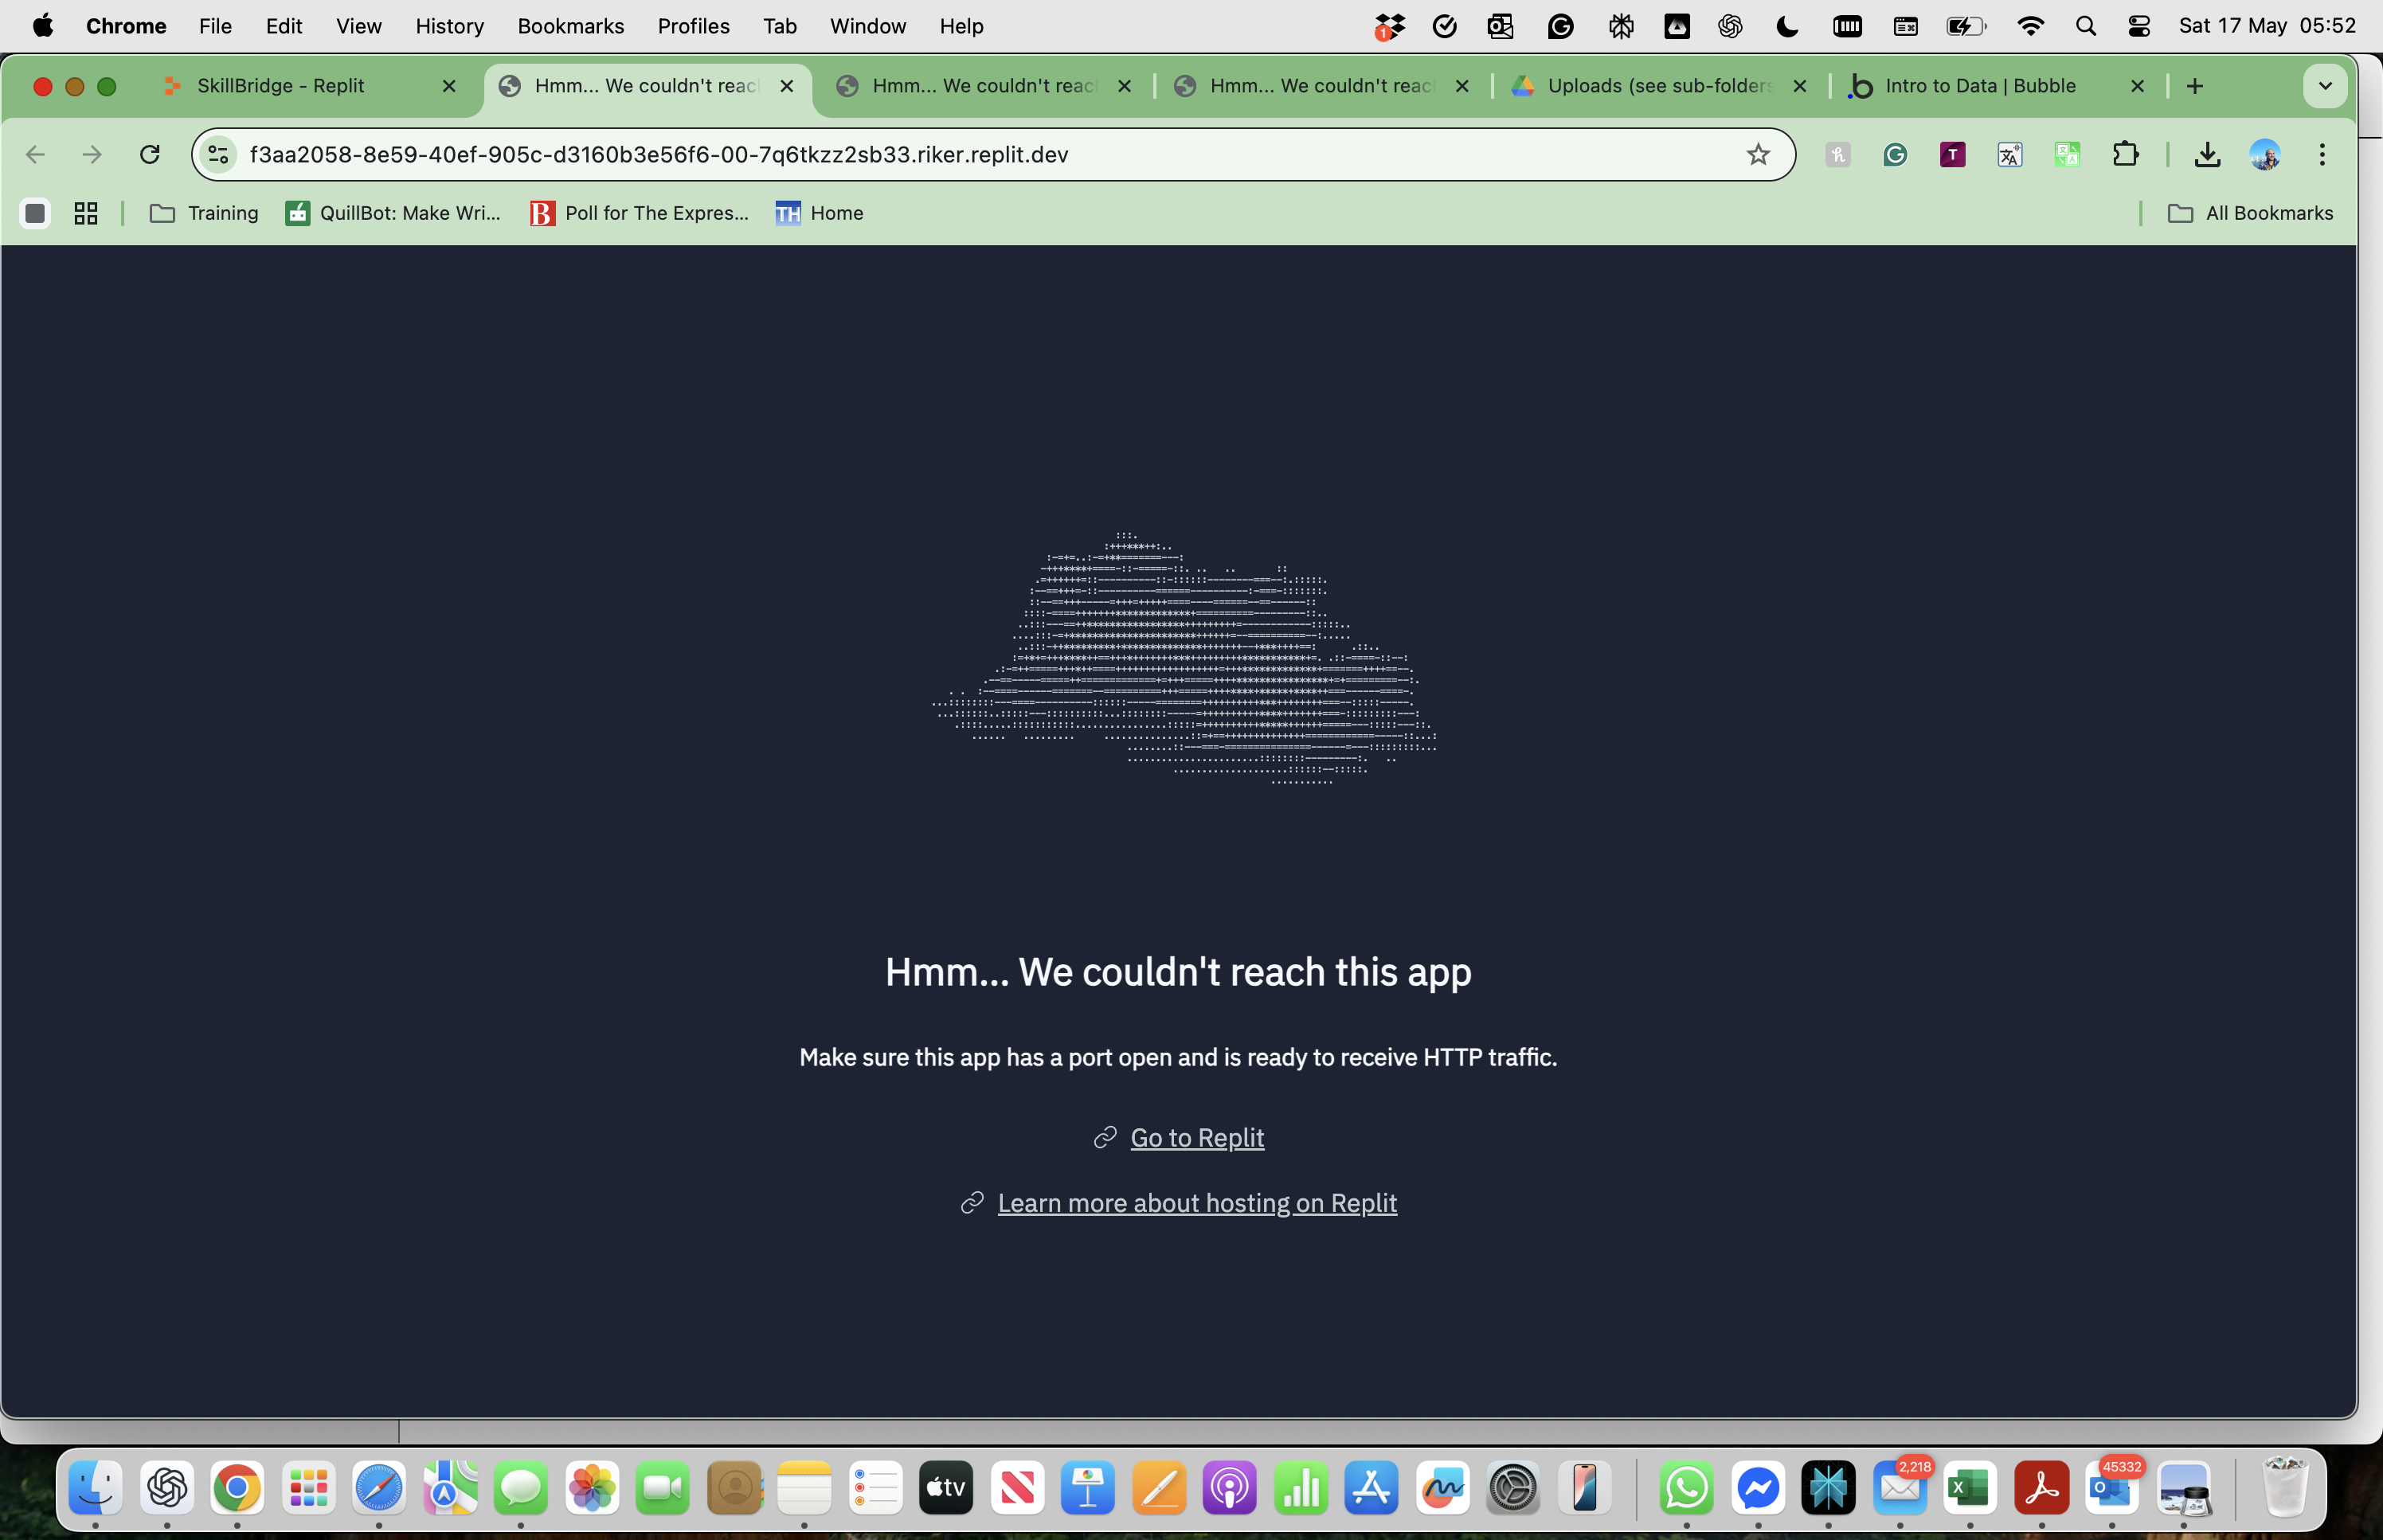 Chrome File Edit View History Bookmarks Profiles Tab Window Help
1
Sat 17 May 05:52
SkillBridge - Replit
Hmm... We couldn't reac
Hmm... We couldn't reac
Hmm... We couldn't reac
Uploads (see sub-folders
Intro to Data | Bubble
f3aa2058-8e59-40ef-905c-d3160b3e56f6-00-7q6tkzz2sb33.riker.replit.dev
Training
QuillBot: Make Wri...
B
Poll for The Expres...
TH
Home
All Bookmarks
Hmm... We couldn't reach this app
Make sure this app has a port open and is ready to receive HTTP traffic.
Go to Replit
Learn more about hosting on Replit
tv
2,218
45332